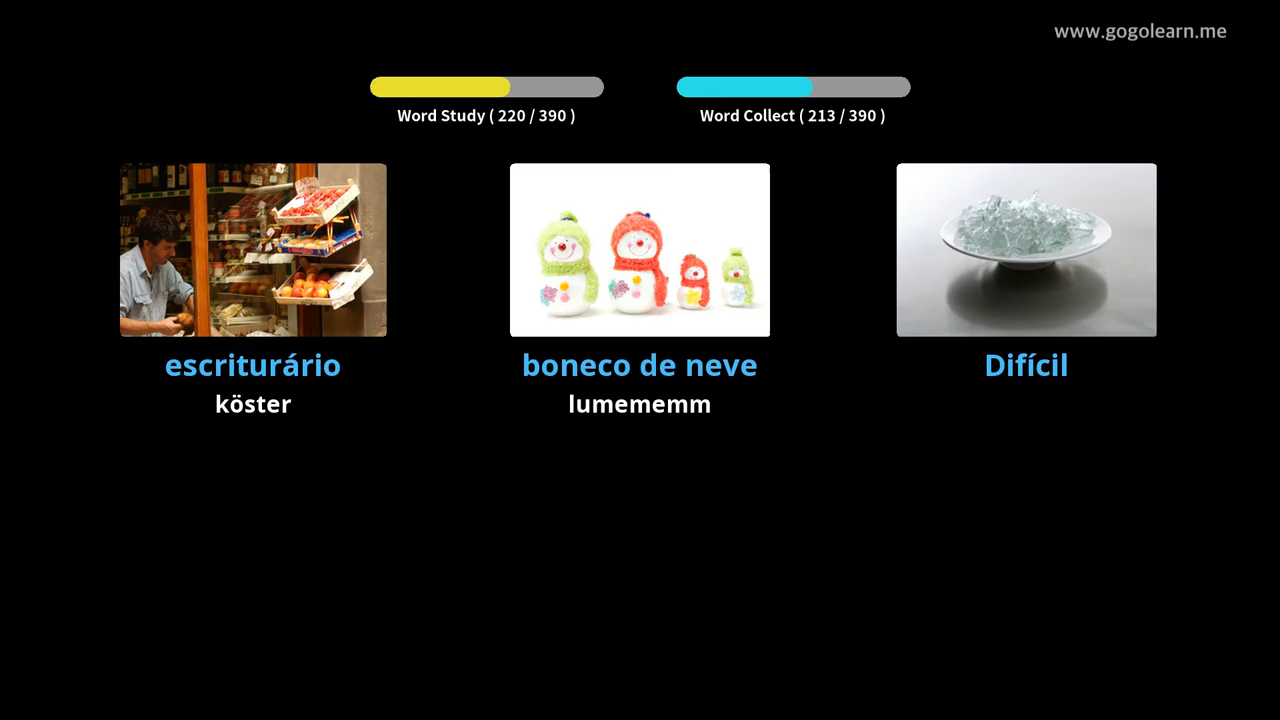 www.gogolearn.me
Word Study ( 220 / 390 )
Word Collect ( 213 / 390 )
escriturário
boneco de neve
Difícil
köster
lumememm